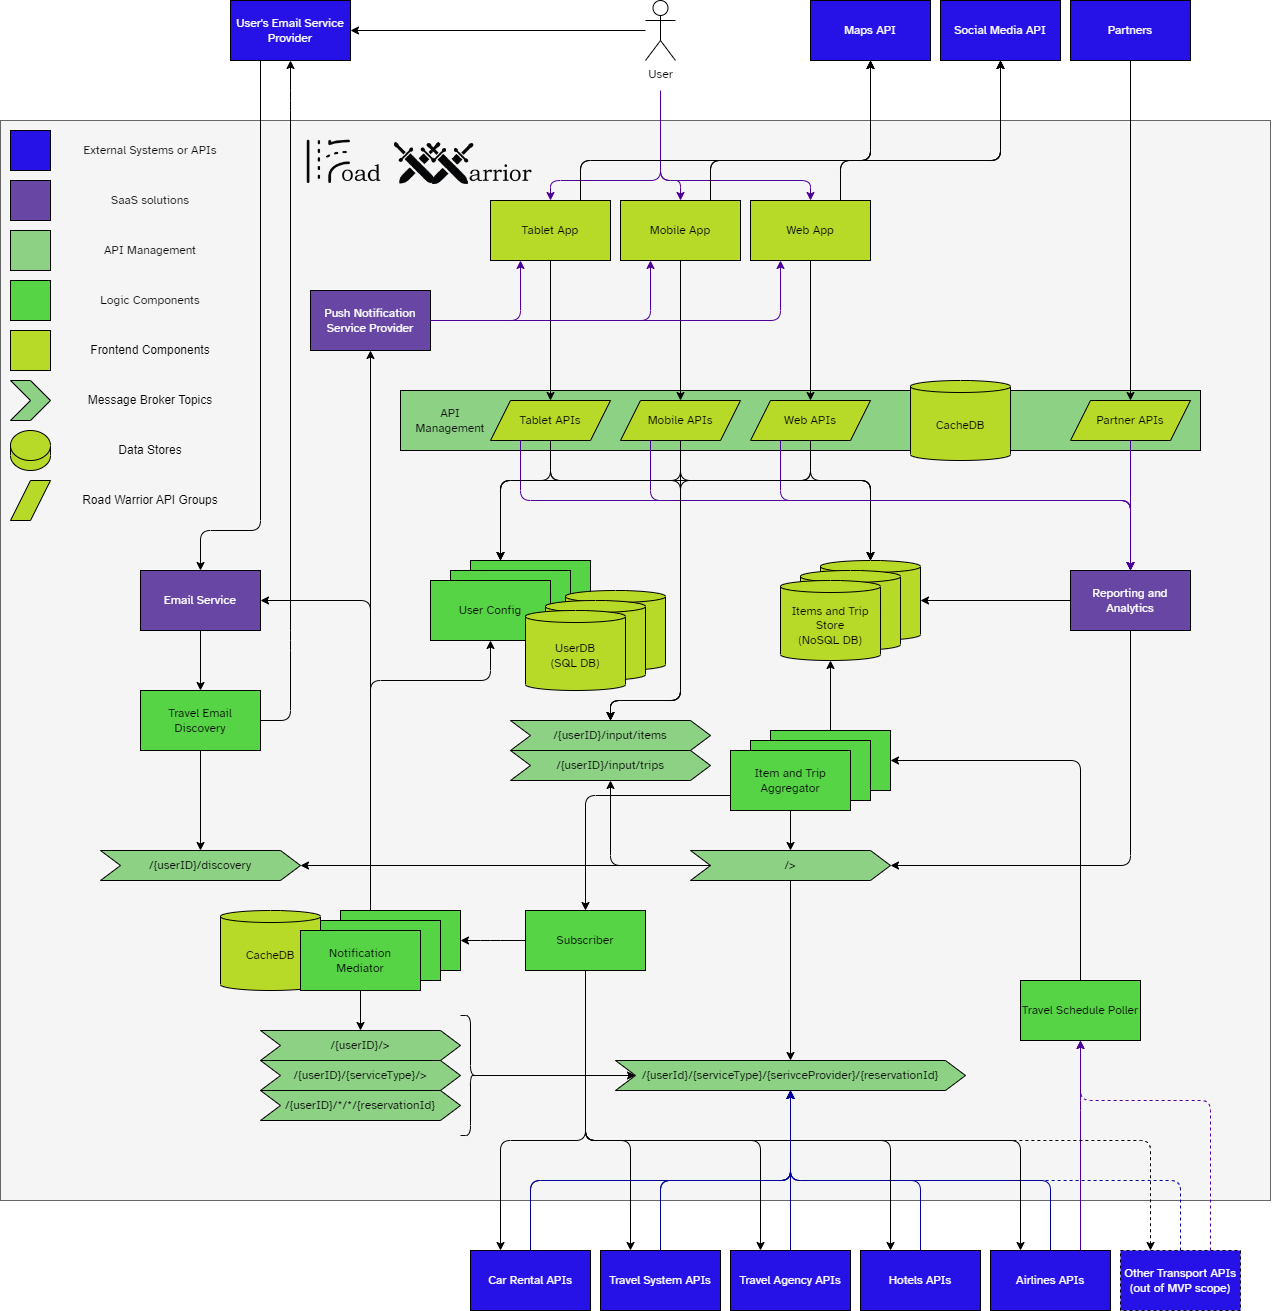 User's Email Service
Provider
User
Maps API
Social Media API
Partners
External Systems or APIs
SaaS solutions
API Management
Logic Components
Frontend Components
Message Broker Topics
Data Stores
Road Warrior API Groups
Road Warrior
Tablet App
Mobile App
Web App
Push Notification
Service Provider
API
Management
Tablet APIs
Mobile APIs
Web APIs
CacheDB
Partner APIs
Email Service
User Config
UserDB
(SQL DB)
Items and Trip
Store
(NoSQL DB)
Reporting and
Analytics
Travel Email
Discovery
/{userID}/input/items
/{userID}/input/trips
Item and Trip
Aggregator
/{userID}/discovery
/>
CacheDB
Notification
Mediator
Subscriber
Travel Schedule Poller
/{userID}/>
/{userID}/{serviceType}/>
/{userID}/*/*/{reservationId}
/{userId}/{serviceType}/{serivceProvider}/{reservationId}
Car Rental APIs
Travel System APIs
Travel Agency APIs
Hotels APIs
Airlines APIs
Other Transport APIs
(out of MVP scope)